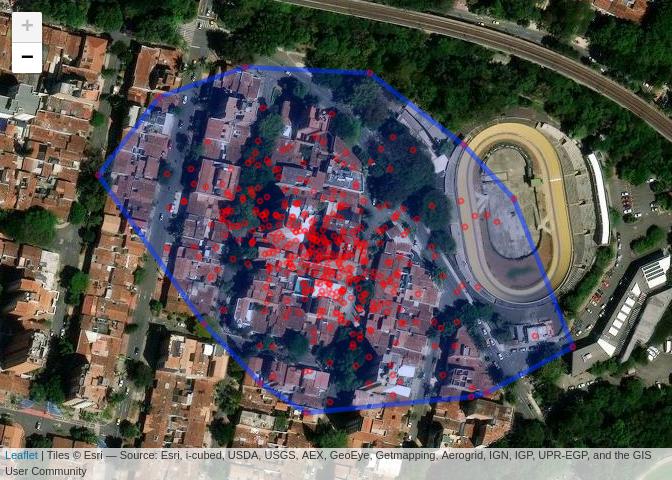 +
−
Leaflet | Tiles © Esri — Source: Esri, i-cubed, USDA, USGS, AEX, GeoEye, Getmapping, Aerogrid, IGN, IGP, UPR-EGP, and the GIS
User Community